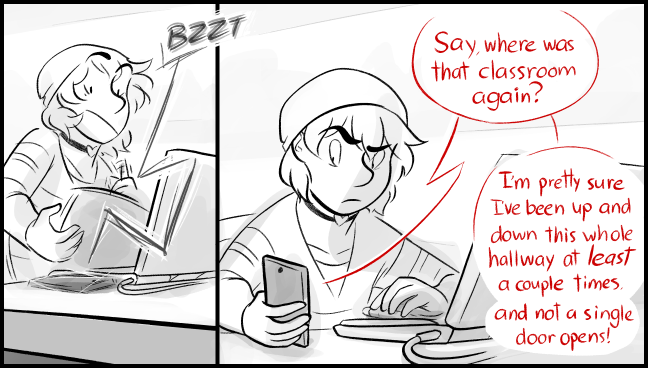 BZZT
Say, where was
that classroom
again?
I'm pretty sure
I've been up and
down this whole
hallway at least
a couple times.
and not a single
door opens!